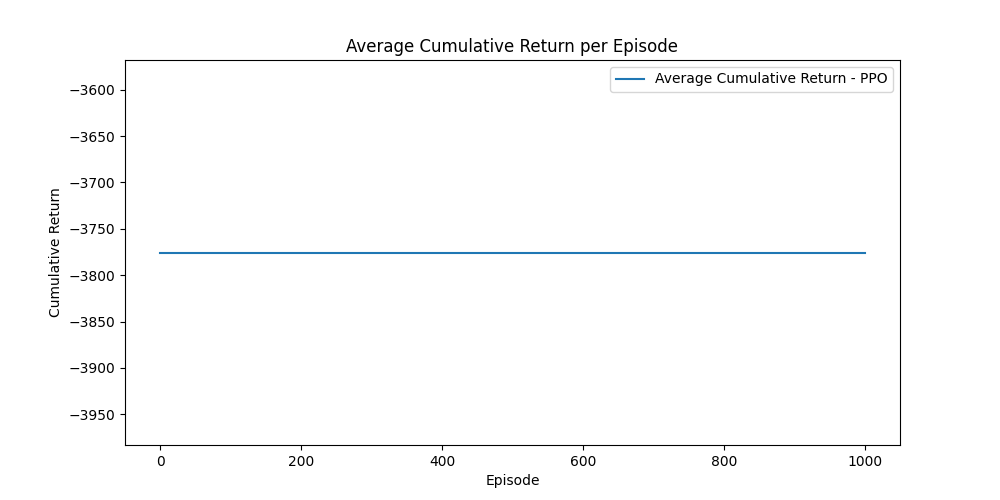 Average Cumulative Return per Episode
Average Cumulative Return - PPO
Cumulative Return
−3600
−3650
−3700
−3750
−3800
−3850
−3900
−3950
0 200 400 600 800 1000
Episode